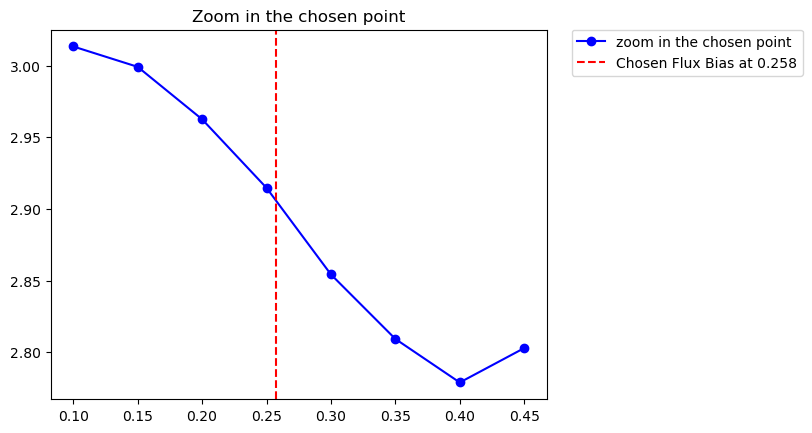 Zoom in the chosen point
zoom in the chosen point
Chosen Flux Bias at 0.258
3.00
2.95
2.90
2.85
2.80
0.10 0.15 0.20 0.25 0.30 0.35 0.40 0.45